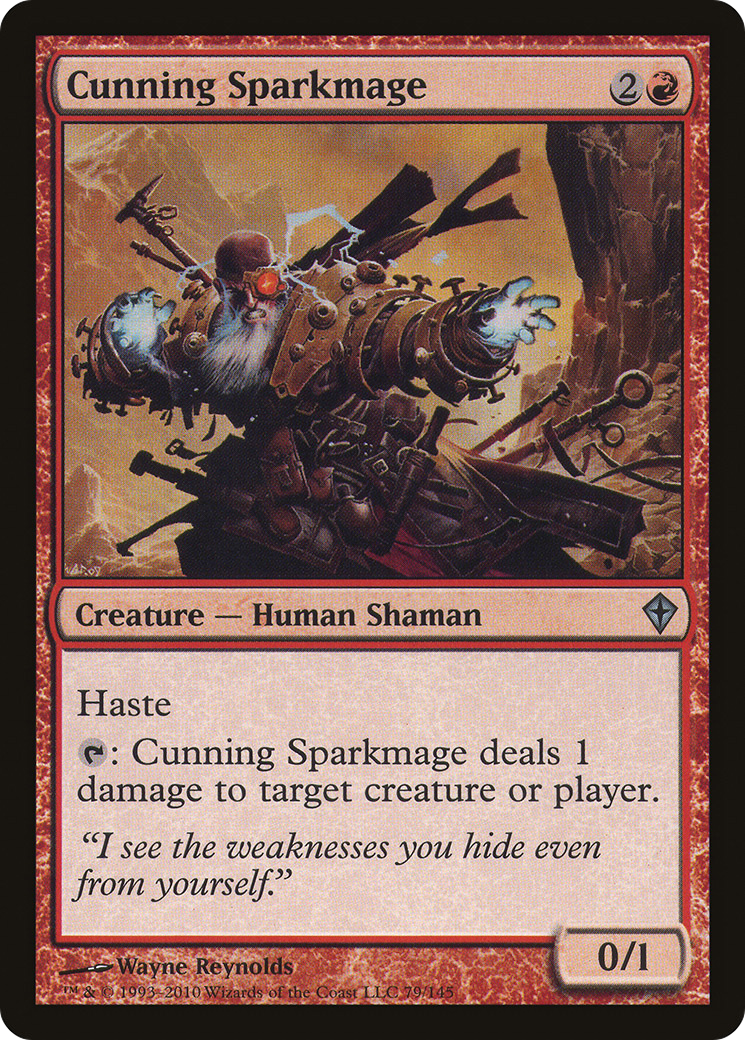 Cunning Sparkmage 2
Creature — Human Shaman
Haste
: Cunning Sparkmage deals 1
damage to target creature or player.
“I see the weaknesses you hide even
from yourself.”
0/1
Wayne Reynolds
™ & © 1993–2010 Wizards of the Coast LLC 79/145